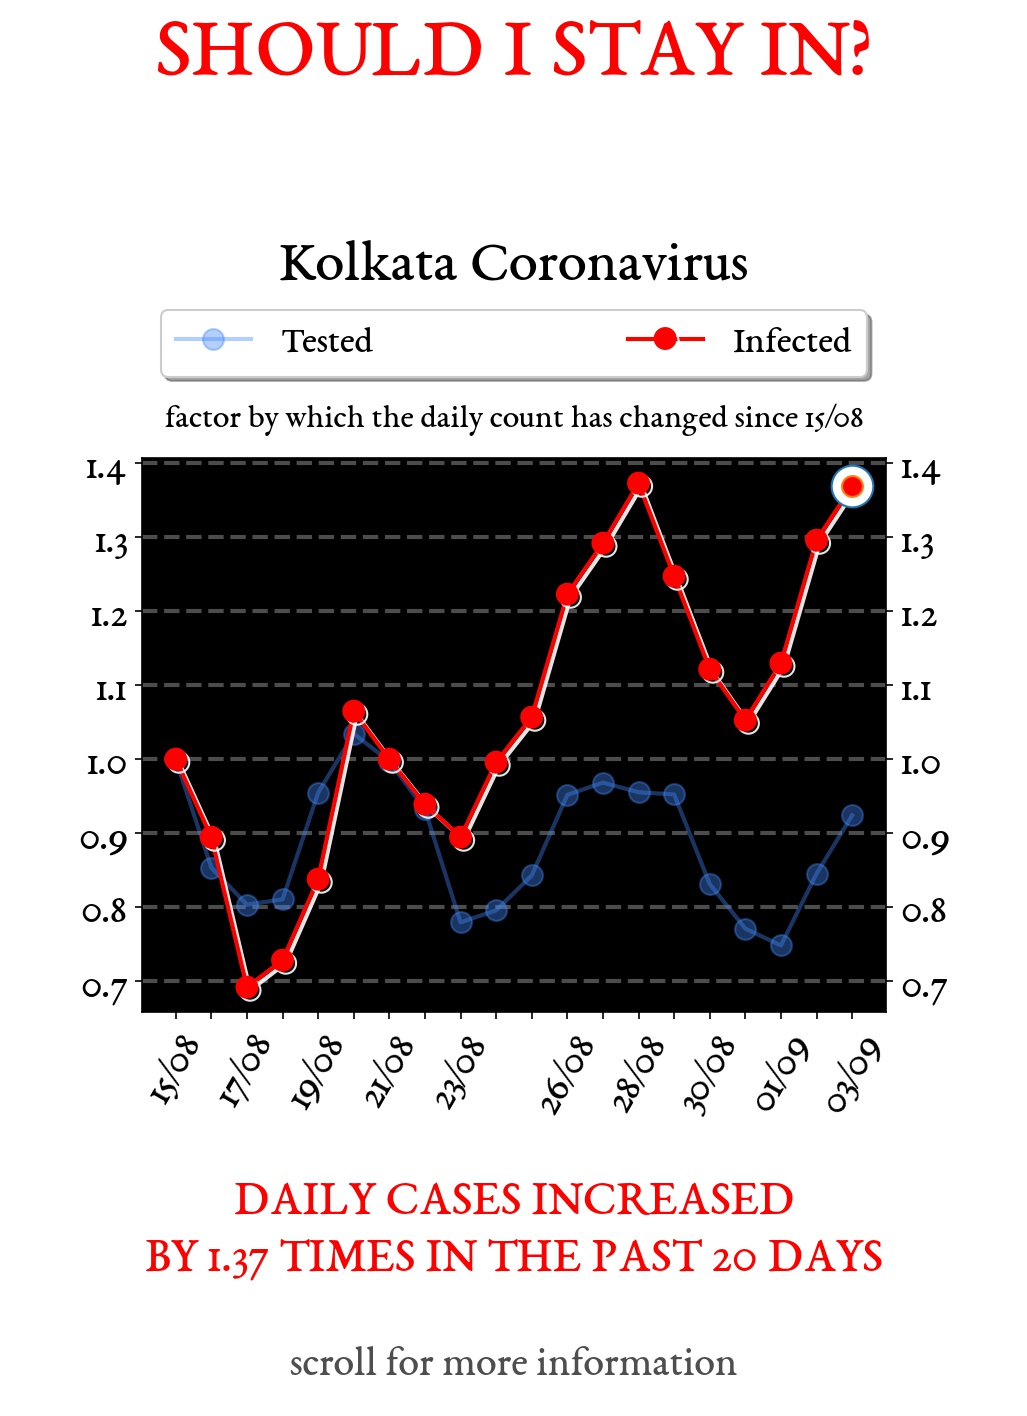 SHOULD I STAY IN?
Kolkata Coronavirus
Tested Infected
factor by which the daily count has changed since 15/08
1.4 1.4
1.3 1.3
1.2 1.2
1.1 1.1
1.0 1.0
0.9 0.9
0.8 0.8
0.7 0.7
15/08 17/08 19/08 21/08 23/08 26/08 28/08 30/08 01/09 03/09
DAILY CASES INCREASED
BY 1.37 TIMES IN THE PAST 20 DAYS
scroll for more information